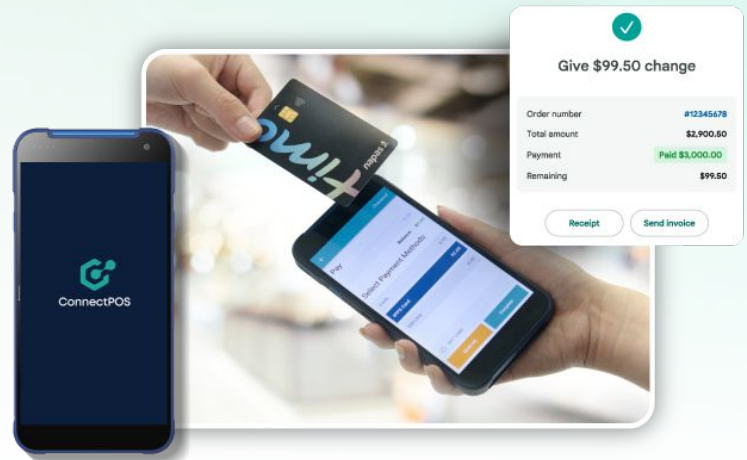 Give $99.50 change
Order number #12345678
Total amount $2,900.50
Payment Paid $3,000.00
Remaining $99.50
Receipt Send invoice
ConnectPOS
timo
napas
Pay
Select Payment Methods